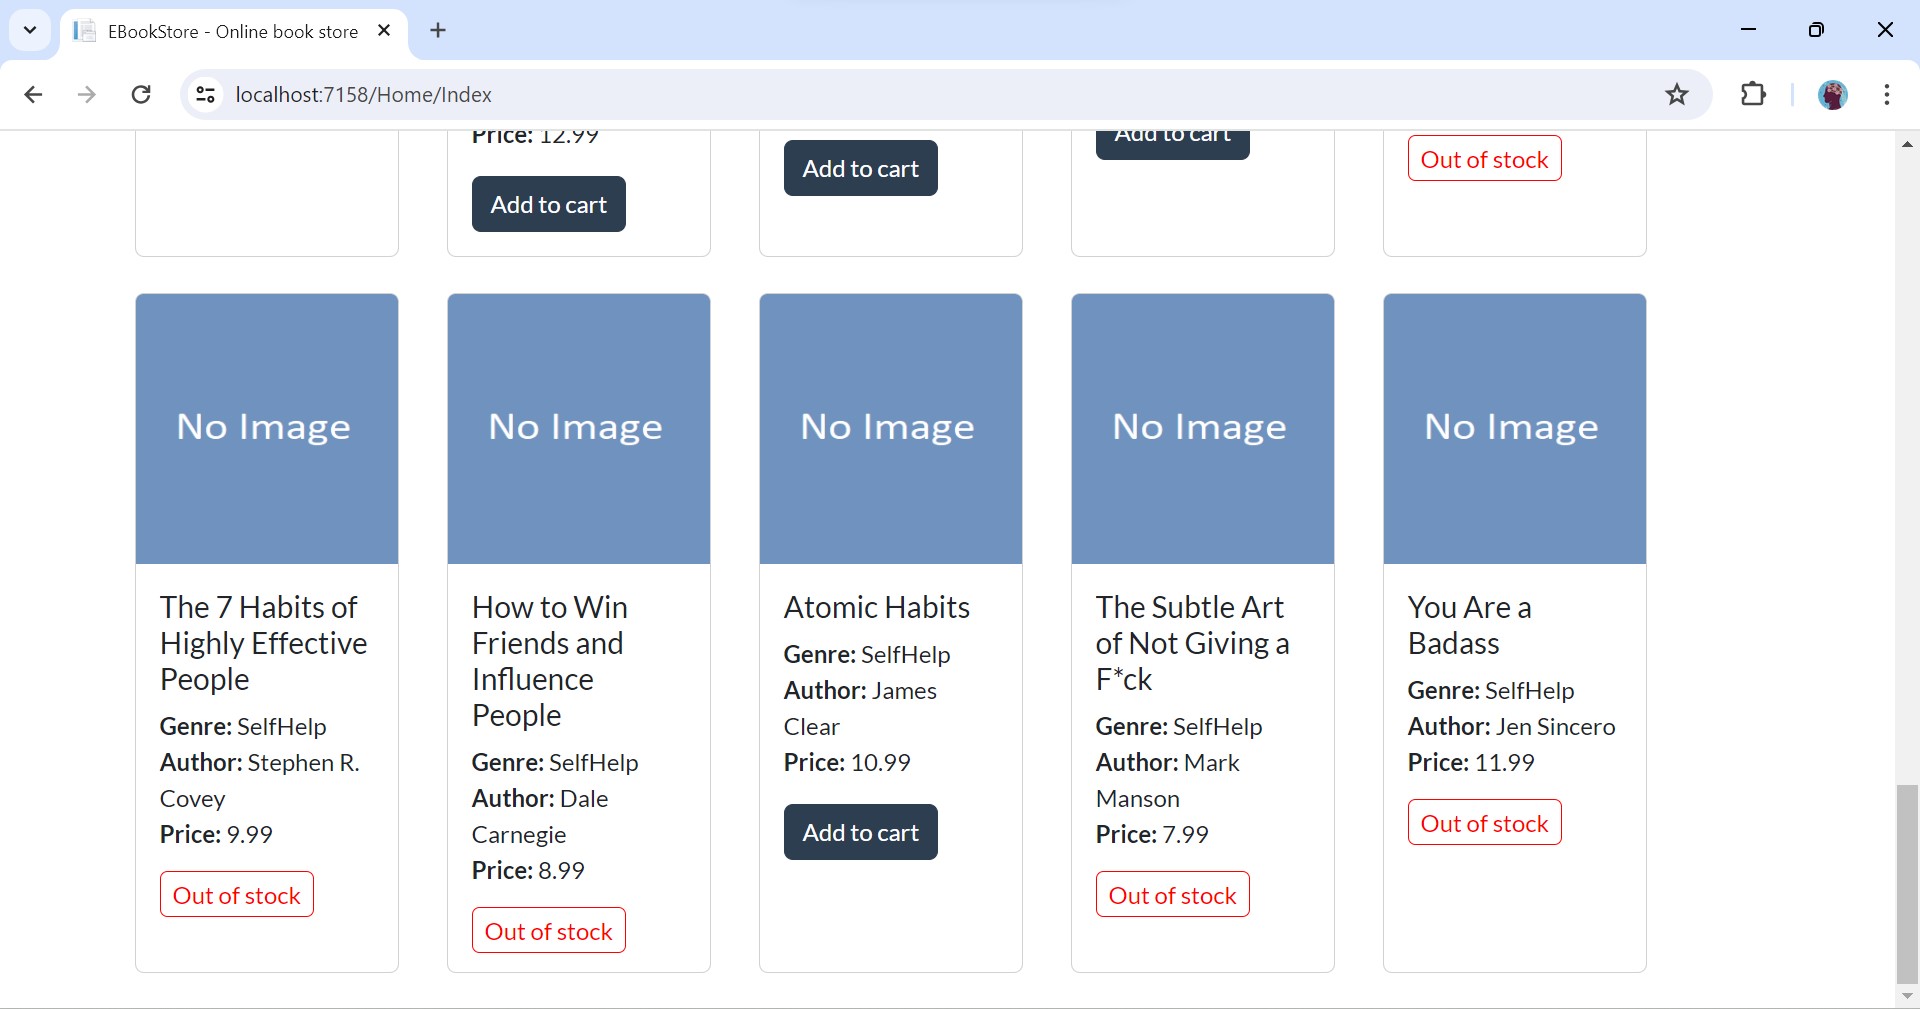 EBookStore - Online book store
localhost:7158/Home/Index
Price: 12.99
Add to cart
Add to cart
Add to cart
Out of stock
No Image
No Image
No Image
No Image
No Image
The 7 Habits of
Highly Effective
People
Genre: SelfHelp
Author: Stephen R.
Covey
Price: 9.99
Out of stock
How to Win
Friends and
Influence
People
Genre: SelfHelp
Author: Dale
Carnegie
Price: 8.99
Out of stock
Atomic Habits
Genre: SelfHelp
Author: James
Clear
Price: 10.99
Add to cart
The Subtle Art
of Not Giving a
F*ck
Genre: SelfHelp
Author: Mark
Manson
Price: 7.99
Out of stock
You Are a
Badass
Genre: SelfHelp
Author: Jen Sincero
Price: 11.99
Out of stock